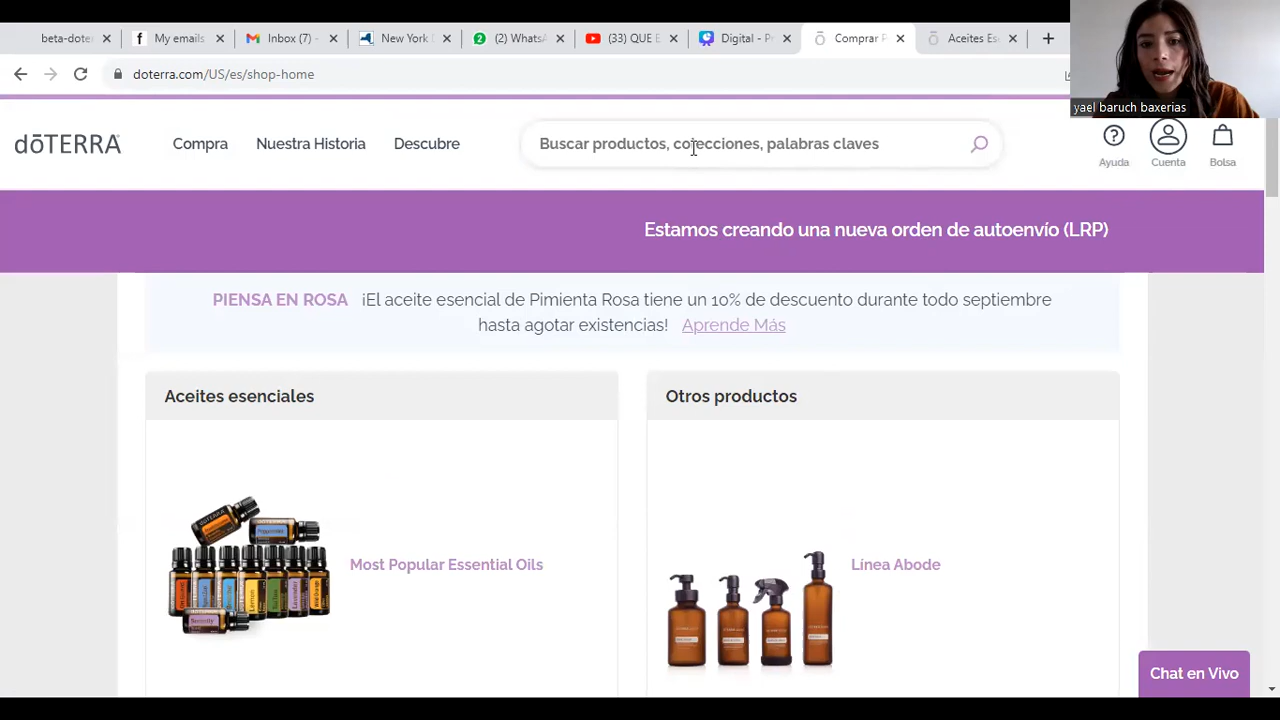 beta-doter
My emails
Inbox (7) -
New York
(2) WhatsA
(33) QUE E
Digital - Pr
Comprar P
Aceites Es
doterra.com/US/es/shop-home
yael baruch baxerias
dōTERRA
Compra
Nuestra Historia
Descubre
Buscar productos, colecciones, palabras claves
Ayuda
Cuenta
Bolsa
Estamos creando una nueva orden de autoenvío (LRP)
PIENSA EN ROSA ¡El aceite esencial de Pimienta Rosa tiene un 10% de descuento durante todo septiembre
hasta agotar existencias! Aprende Más
Aceites esenciales
Otros productos
Most Popular Essential Oils
Línea Abode
Chat en Vivo